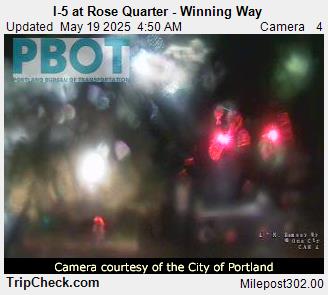 I-5 at Rose Quarter - Winning Way
Updated May 19 2025 4:50 AM Camera 4
PBOT
PORTLAND BUREAU OF TRANSPORTATION
Camera courtesy of the City of Portland
TripCheck.com Milepost302.00